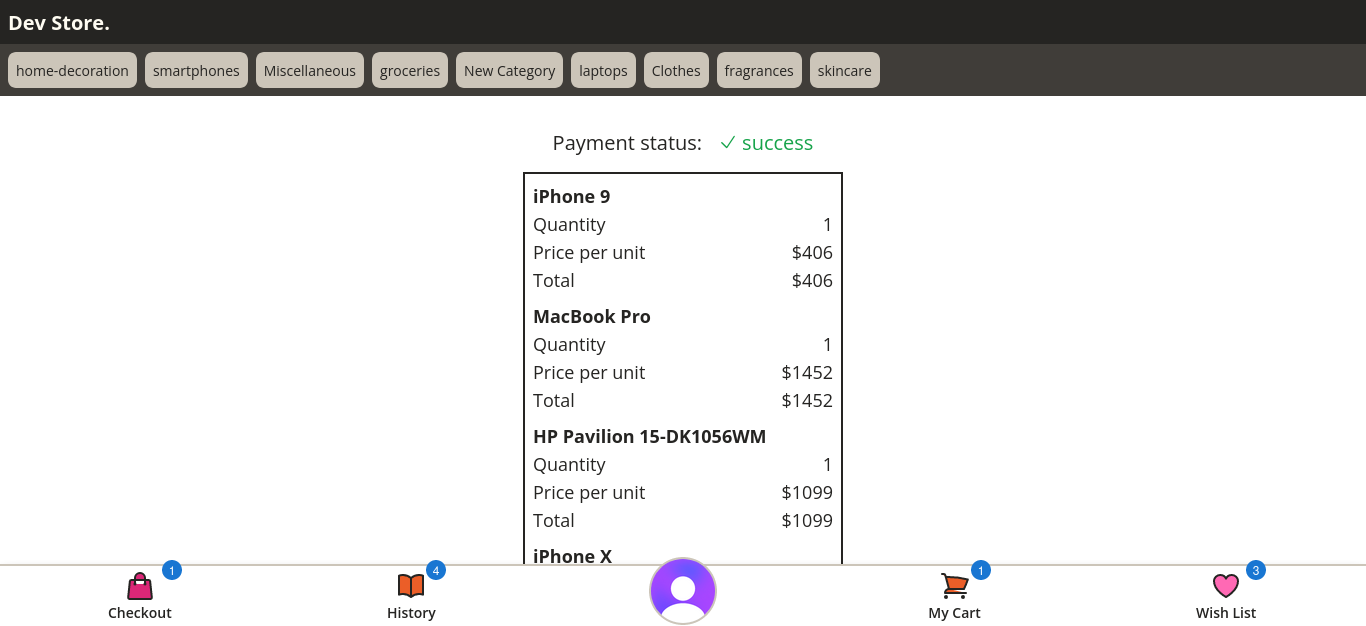 Dev Store.
home-decoration smartphones Miscellaneous groceries New Category laptops Clothes fragrances skincare
Payment status: success
iPhone 9
Quantity 1
Price per unit $406
Total $406
MacBook Pro
Quantity 1
Price per unit $1452
Total $1452
HP Pavilion 15-DK1056WM
Quantity 1
Price per unit $1099
Total $1099
iPhone X
1 4 1 3
Checkout History My Cart Wish List